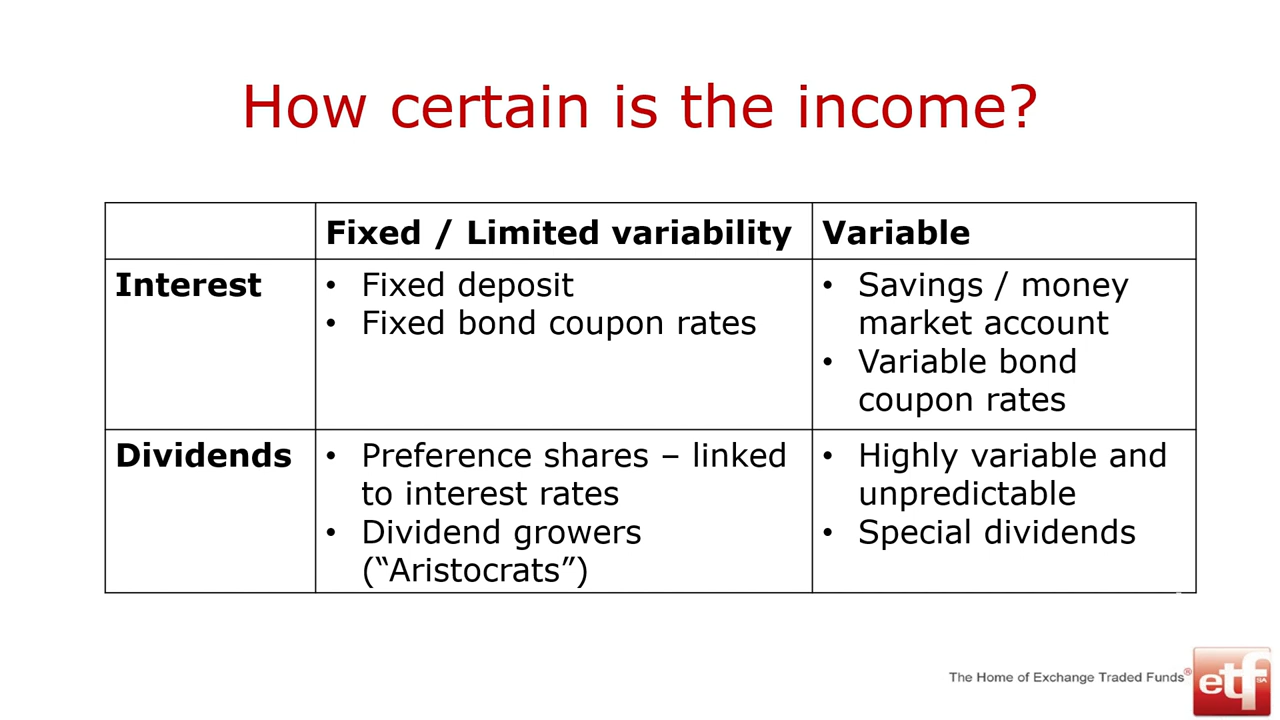 How certain is the income?
Fixed / Limited variability
Variable
Interest
• Fixed deposit
• Fixed bond coupon rates
• Savings / money
market account
• Variable bond
coupon rates
Dividends
• Preference shares – linked
to interest rates
• Dividend growers
(“Aristocrats”)
• Highly variable and
unpredictable
• Special dividends
The Home of Exchange Traded Funds®
etf
SA